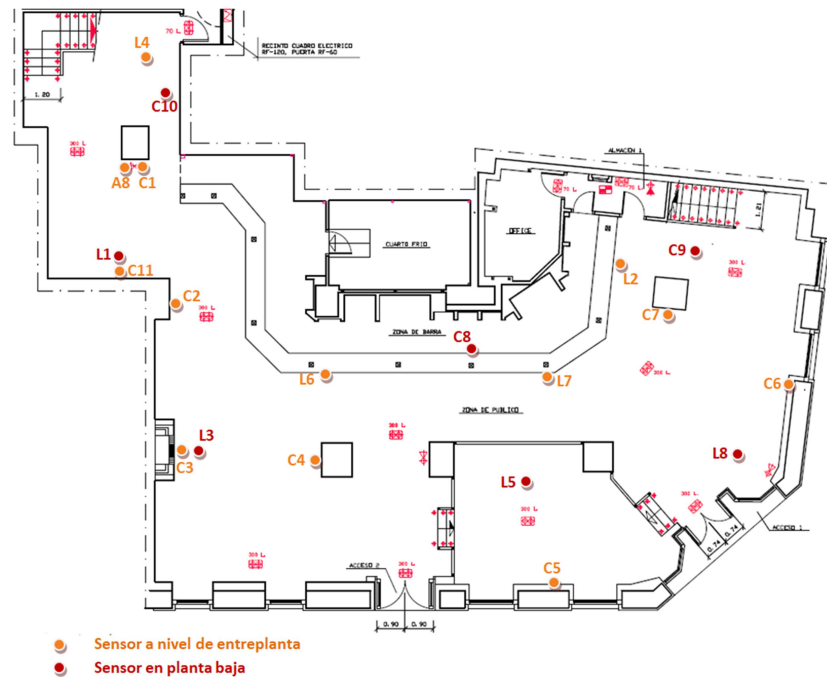 L4
70 L.
RECINTO CUADRO ELECTRICO
RF-120, PUERTA RF-60
1.20
C10
300 L.
A8
C1
ALMACEN 1
70 L.
70 L.
1.21
OFFICE
CUARTO FRIO
C9
300 L.
L2
L1
C11
C2
300 L.
C7
ZONA DE BARRA
C8
L6
L7
300 L.
C6
ZONA DE PUBLICO
300 L.
L3
C3
C4
L5
L8
300 L.
300 L.
0.74
0.74
ACCESO 1
300 L.
ACCESO 2
300 L.
C5
0.90
0.90
Sensor a nivel de entreplanta
Sensor en planta baja